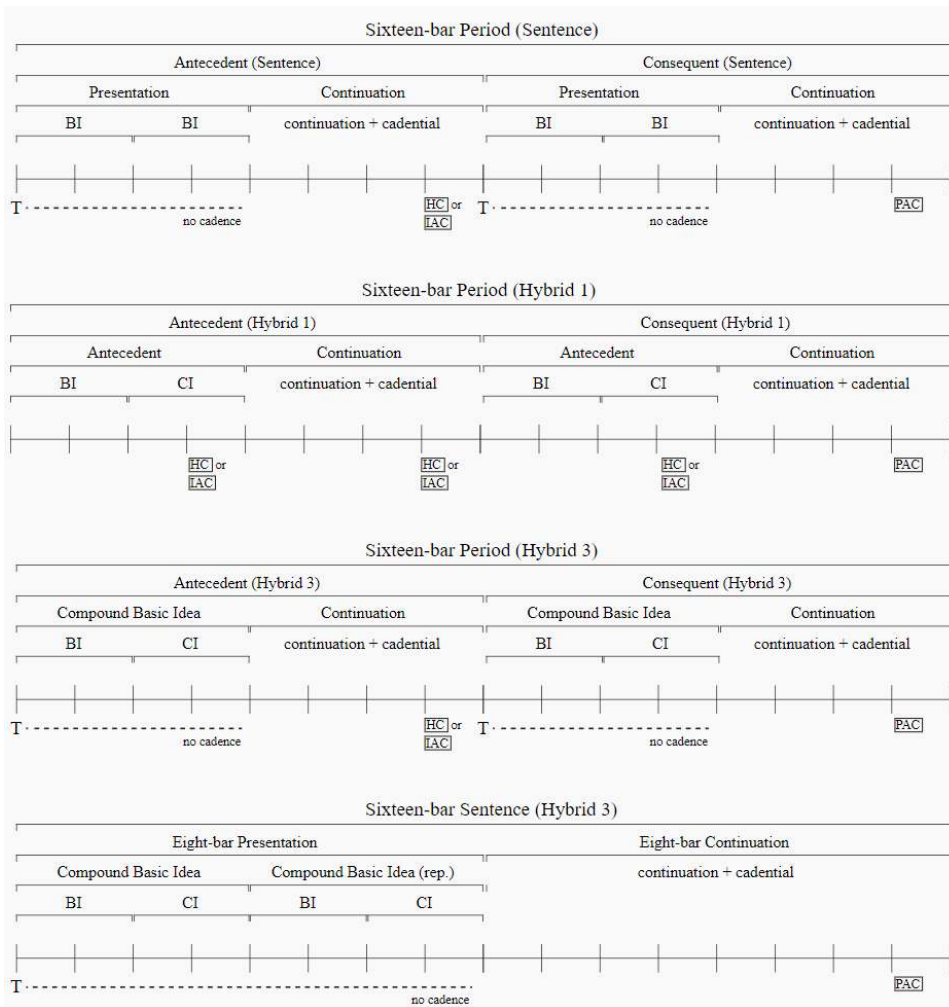 Sixteen-bar Period (Sentence)
Antecedent (Sentence) Consequent (Sentence)
Presentation Continuation Presentation Continuation
BI BI continuation + cadential BI BI continuation + cadential
T HC or T PAC
no cadence IAC no cadence
Sixteen-bar Period (Hybrid 1)
Antecedent (Hybrid 1) Consequent (Hybrid 1)
Antecedent Continuation Antecedent Continuation
BI CI continuation + cadential BI CI continuation + cadential
HC or HC or HC or PAC
IAC IAC IAC
Sixteen-bar Period (Hybrid 3)
Antecedent (Hybrid 3) Consequent (Hybrid 3)
Compound Basic Idea Continuation Compound Basic Idea Continuation
BI CI continuation + cadential BI CI continuation + cadential
T HC or T PAC
no cadence IAC no cadence
Sixteen-bar Sentence (Hybrid 3)
Eight-bar Presentation Eight-bar Continuation
Compound Basic Idea Compound Basic Idea (rep.) continuation + cadential
BI CI BI CI
T PAC
no cadence